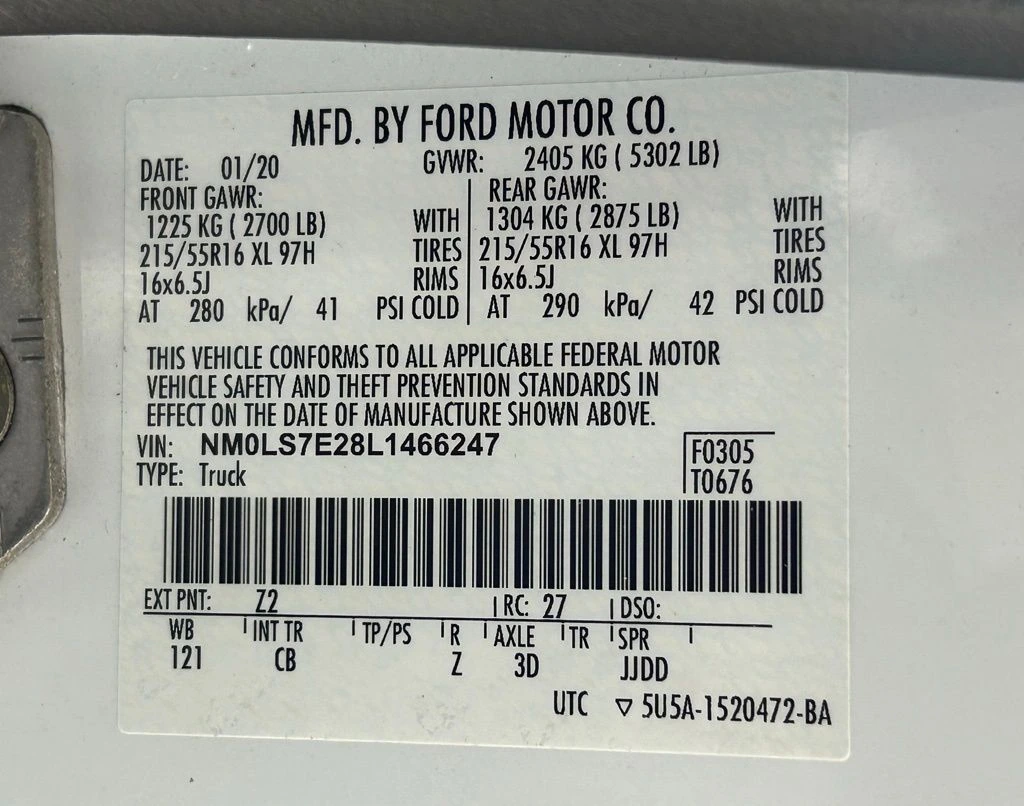 MFD. BY FORD MOTOR CO.
DATE: 01/20 GVWR: 2405 KG ( 5302 LB)
FRONT GAWR: REAR GAWR:
1225 KG ( 2700 LB) WITH 1304 KG ( 2875 LB) WITH
215/55R16 XL 97H TIRES 215/55R16 XL 97H TIRES
16x6.5J RIMS 16x6.5J RIMS
AT 280 kPa/ 41 PSI COLD AT 290 kPa/ 42 PSI COLD
THIS VEHICLE CONFORMS TO ALL APPLICABLE FEDERAL MOTOR
VEHICLE SAFETY AND THEFT PREVENTION STANDARDS IN
EFFECT ON THE DATE OF MANUFACTURE SHOWN ABOVE.
VIN: NM0LS7E28L1466247 F0305
TYPE: Truck T0676
EXT PNT: Z2 RC: 27 DSO:
WB INT TR TP/PS R AXLE TR SPR
121 CB Z 3D JJDD
UTC ▽ 5U5A-1520472-BA